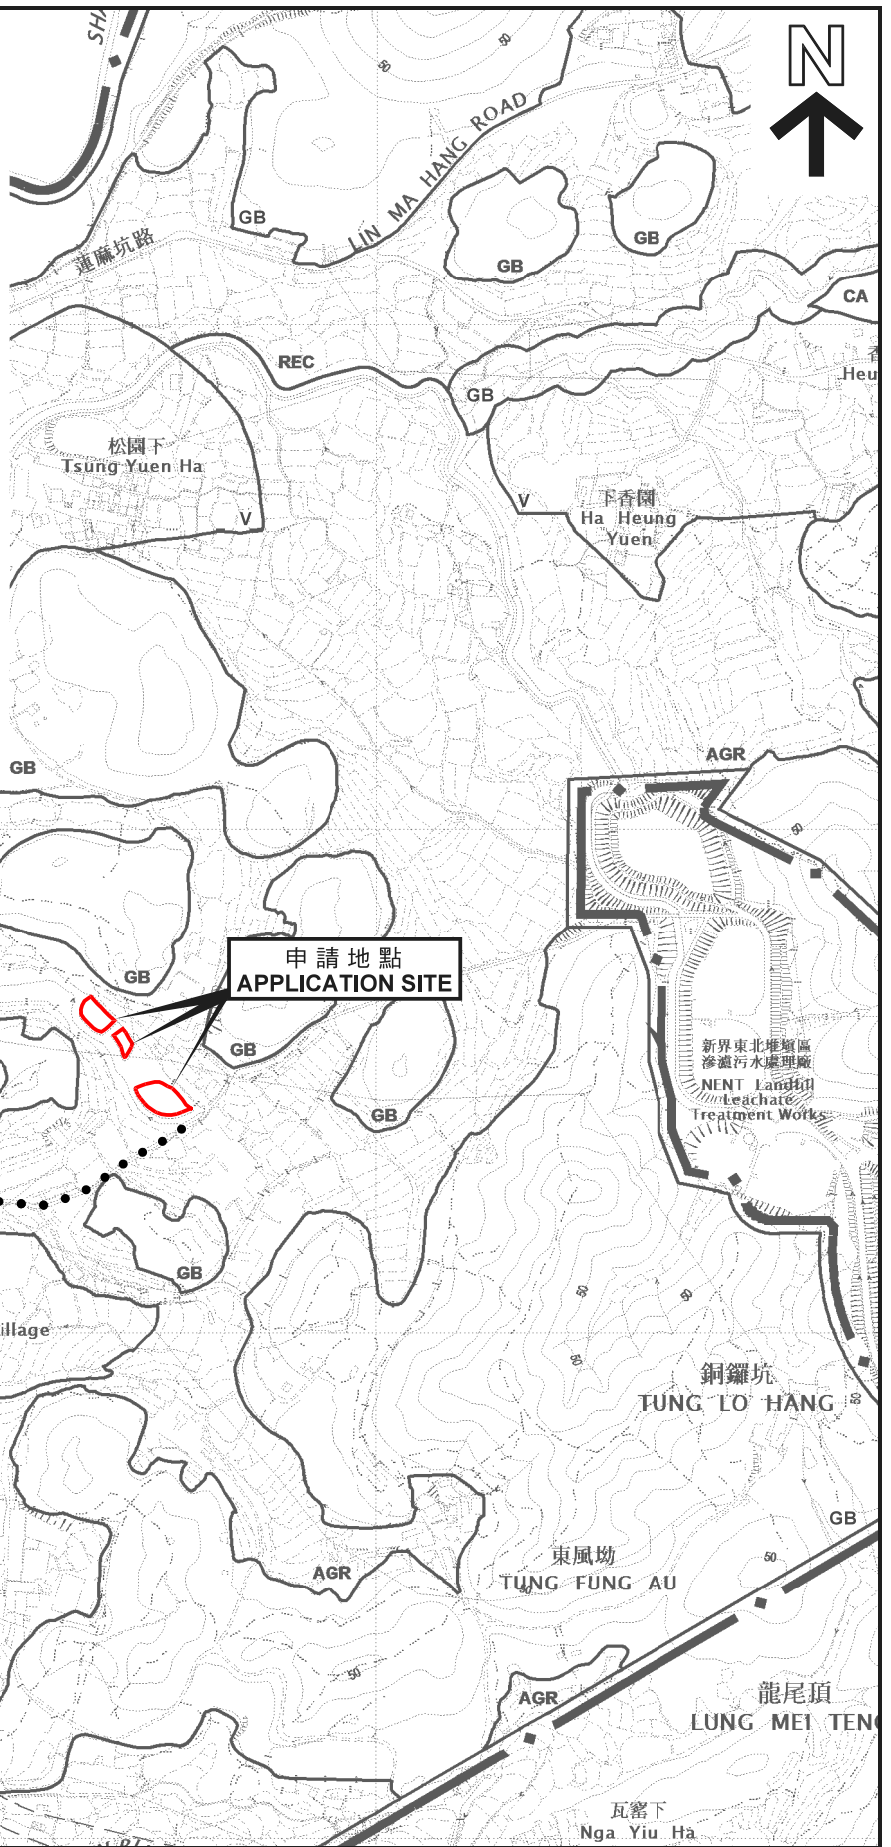 N
SHA
50
50
LIN MA HANG ROAD
GB
GB
GB
蓮麻坑路
CA
REC
GB
Heu
松園下
Tsung Yuen Ha
V
V
下香園
Ha Heung
Yuen
AGR
GB
50
GB
申請地點
APPLICATION SITE
GB
GB
新界東北堆填區
滲濾污水處理廠
NENT Landfill
Leachate
Treatment Works
GB
50
50
50
illage
銅鑼坑
TUNG LO HANG
50
GB
東風坳
TUNG FUNG AU
50
50
AGR
50
AGR
龍尾頂
LUNG MEI TENG
瓦窰下
Nga Yiu Ha